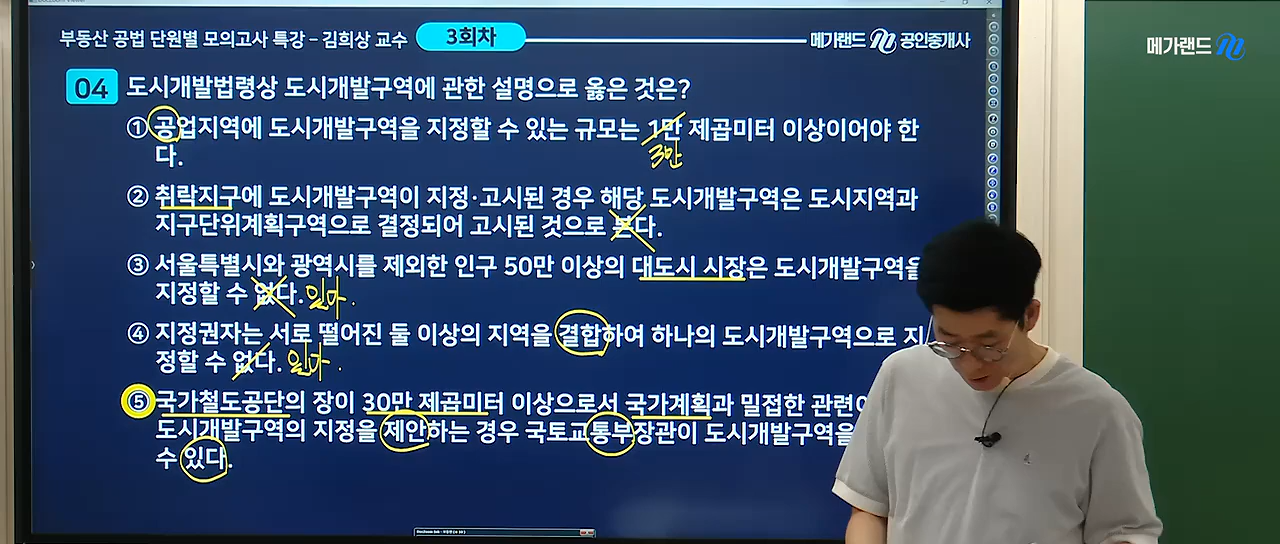 부동산 공법 단원별 모의고사 특강 - 김희상 교수 3회차 메가랜드 공인중개사
메가랜드
04 도시개발법령상 도시개발구역에 관한 설명으로 옳은 것은?
① 공업지역에 도시개발구역을 지정할 수 있는 규모는 1만 제곱미터 이상이어야 한
다.
3만
② 취락지구에 도시개발구역이 지정·고시된 경우 해당 도시개발구역은 도시지역과
지구단위계획구역으로 결정되어 고시된 것으로 본다.
③ 서울특별시와 광역시를 제외한 인구 50만 이상의 대도시 시장은 도시개발구역을
지정할 수 없다. 있다.
④ 지정권자는 서로 떨어진 둘 이상의 지역을 결합하여 하나의 도시개발구역으로 지
정할 수 없다. 있다.
⑤ 국가철도공단의 장이 30만 제곱미터 이상으로서 국가계획과 밀접한
도시개발구역의 지정을 제안하는 경우 국토교통부장관이 도시개발구역을
수 있다.